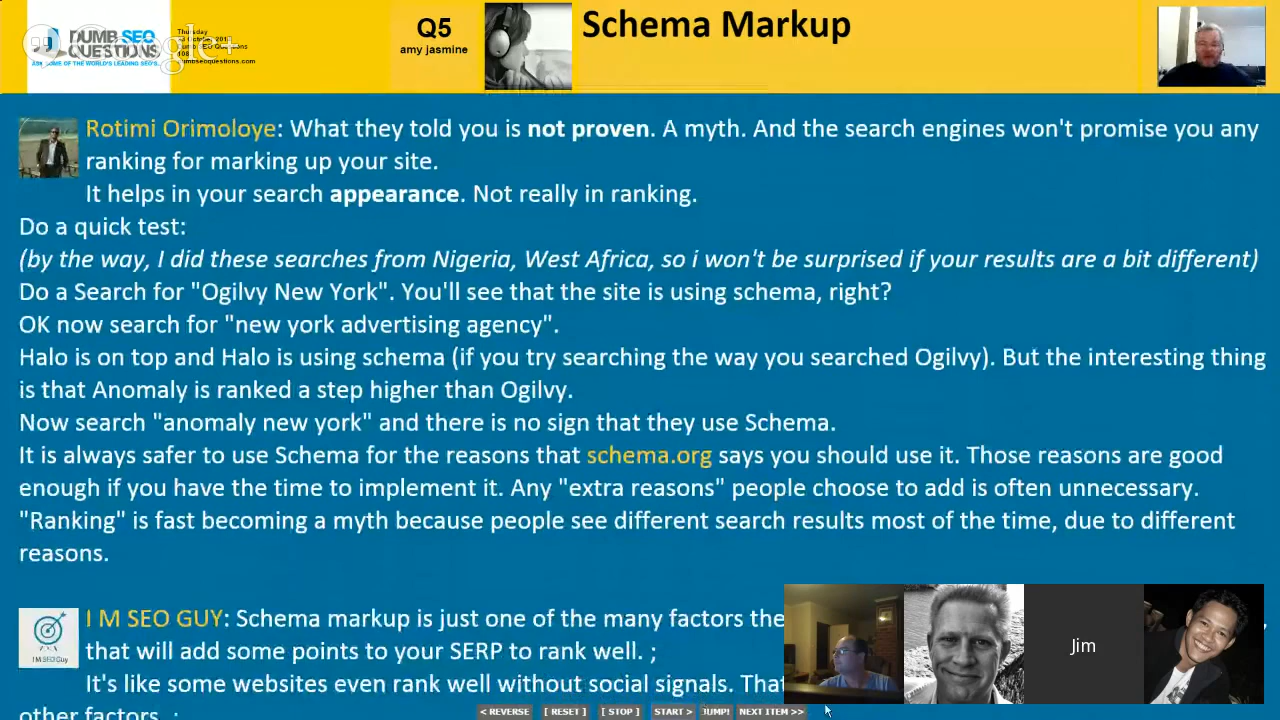 DUMB SEO
QUESTIONS
Google+
Thursday
Dumb SEO Questions
dumbseoquestions.com
Q5
amy jasmine
Schema Markup
Rotimi Orimoloye: What they told you is not proven. A myth. And the search engines won't promise you any
ranking for marking up your site.
It helps in your search appearance. Not really in ranking.
Do a quick test:
(by the way, I did these searches from Nigeria, West Africa, so i won't be surprised if your results are a bit different)
Do a Search for "Ogilvy New York". You'll see that the site is using schema, right?
OK now search for "new york advertising agency".
Halo is on top and Halo is using schema (if you try searching the way you searched Ogilvy). But the interesting thing
is that Anomaly is ranked a step higher than Ogilvy.
Now search "anomaly new york" and there is no sign that they use Schema.
It is always safer to use Schema for the reasons that schema.org says you should use it. Those reasons are good
enough if you have the time to implement it. Any "extra reasons" people choose to add is often unnecessary.
"Ranking" is fast becoming a myth because people see different search results most of the time, due to different
reasons.
I M SEO GUY: Schema markup is just one of the many factors the
that will add some points to your SERP to rank well. ;
It's like some websites even rank well without social signals. That
other factors. ;
I M SEO Guy
Jim
< REVERSE [ RESET ] [ STOP ] START > JUMP! NEXT ITEM >>